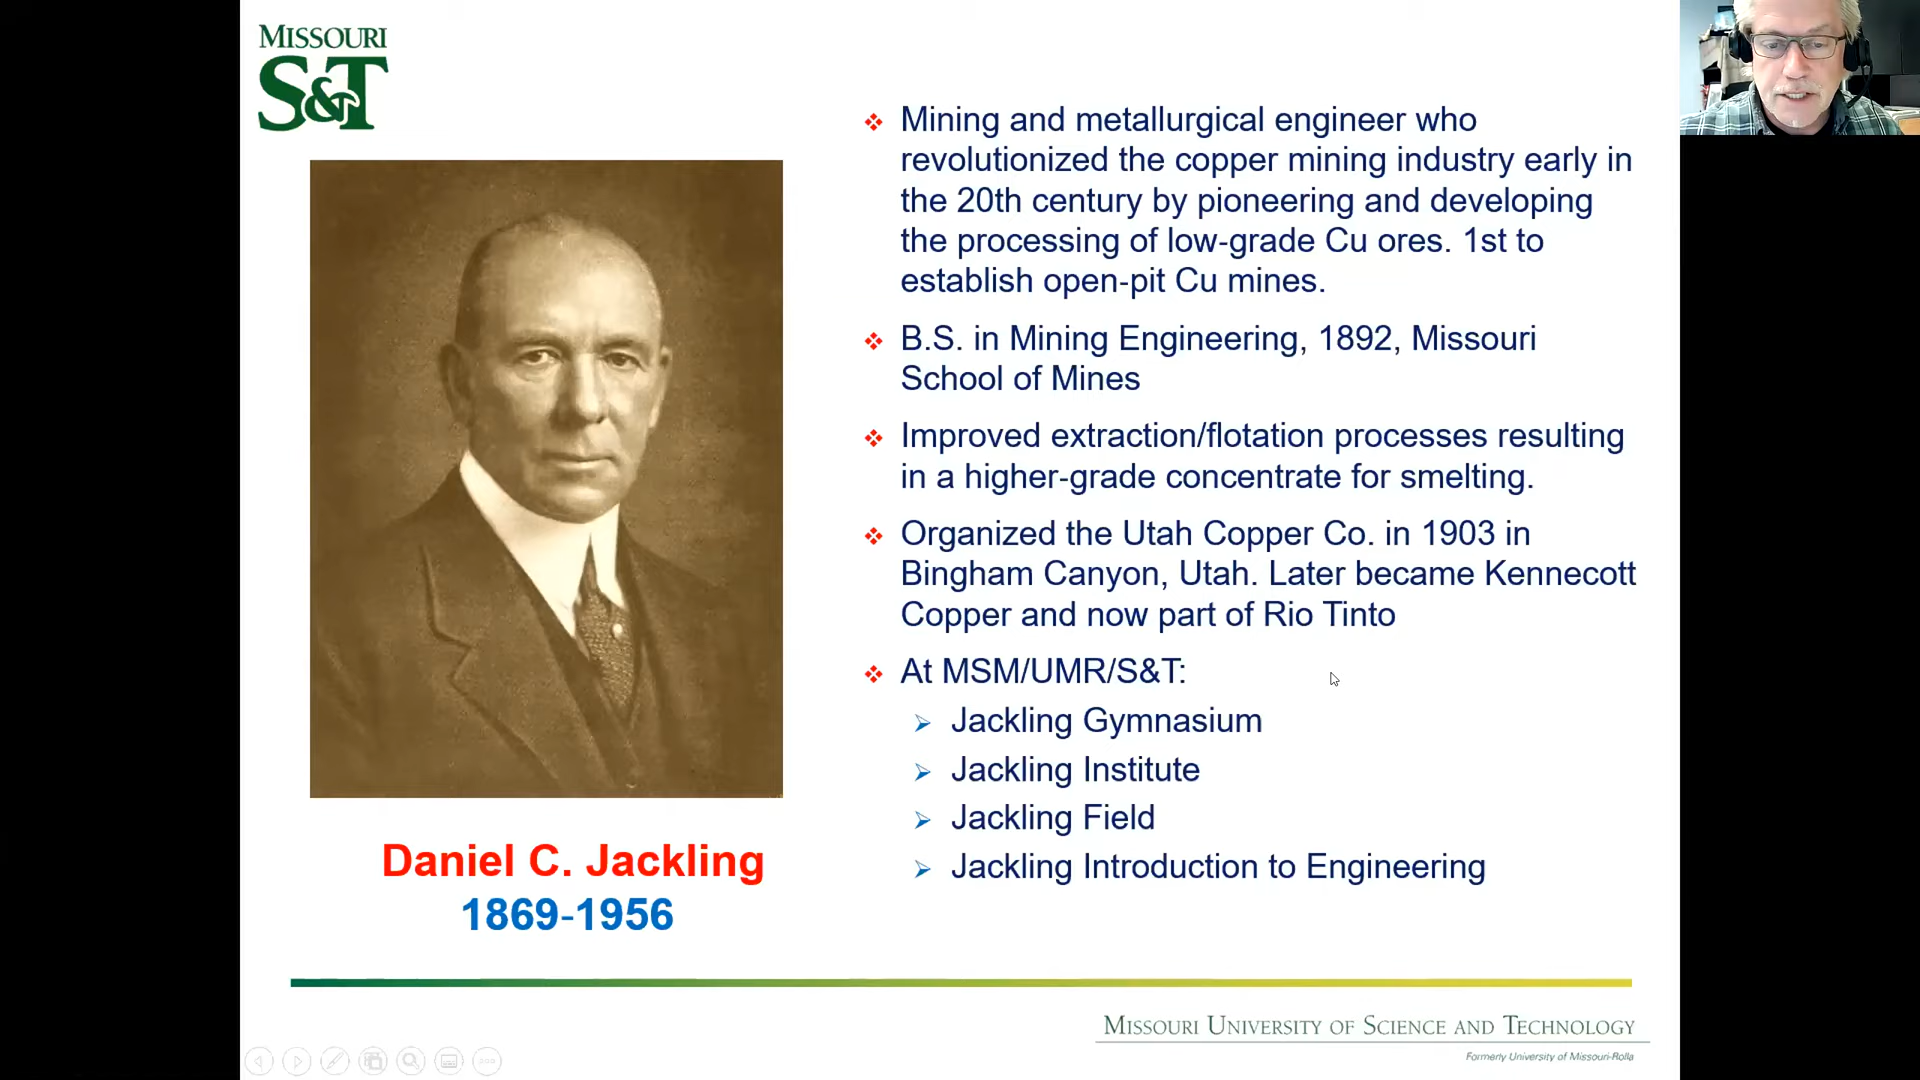 MISSOURI
S&T
Mining and metallurgical engineer who
revolutionized the copper mining industry early in
the 20th century by pioneering and developing
the processing of low-grade Cu ores. 1st to
establish open-pit Cu mines.
B.S. in Mining Engineering, 1892, Missouri
School of Mines
Improved extraction/flotation processes resulting
in a higher-grade concentrate for smelting.
Organized the Utah Copper Co. in 1903 in
Bingham Canyon, Utah. Later became Kennecott
Copper and now part of Rio Tinto
At MSM/UMR/S&T:
Jackling Gymnasium
Jackling Institute
Jackling Field
Jackling Introduction to Engineering
Daniel C. Jackling
1869-1956
MISSOURI UNIVERSITY OF SCIENCE AND TECHNOLOGY
Formerly University of Missouri-Rolla